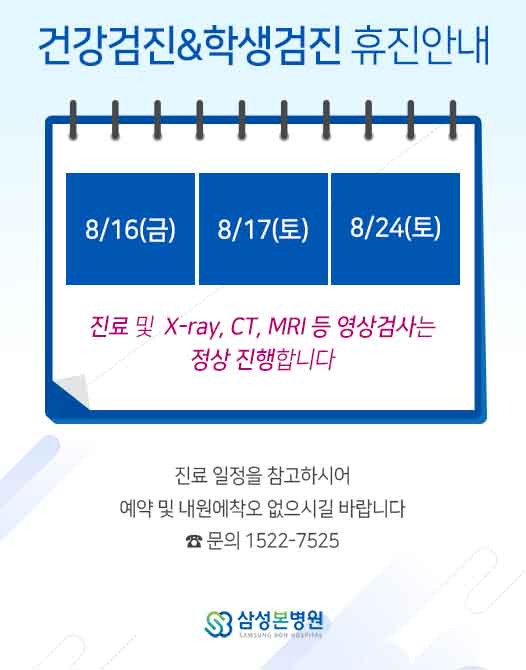 건강검진&학생검진 휴진안내
8/16(금) 8/17(토) 8/24(토)
진료 및 X-ray, CT, MRI 등 영상검사는
정상 진행합니다
진료 일정을 참고하시어
예약 및 내원에착오 없으시길 바랍니다
☎ 문의 1522-7525
삼성본병원
SAMSUNG BON HOSPITAL